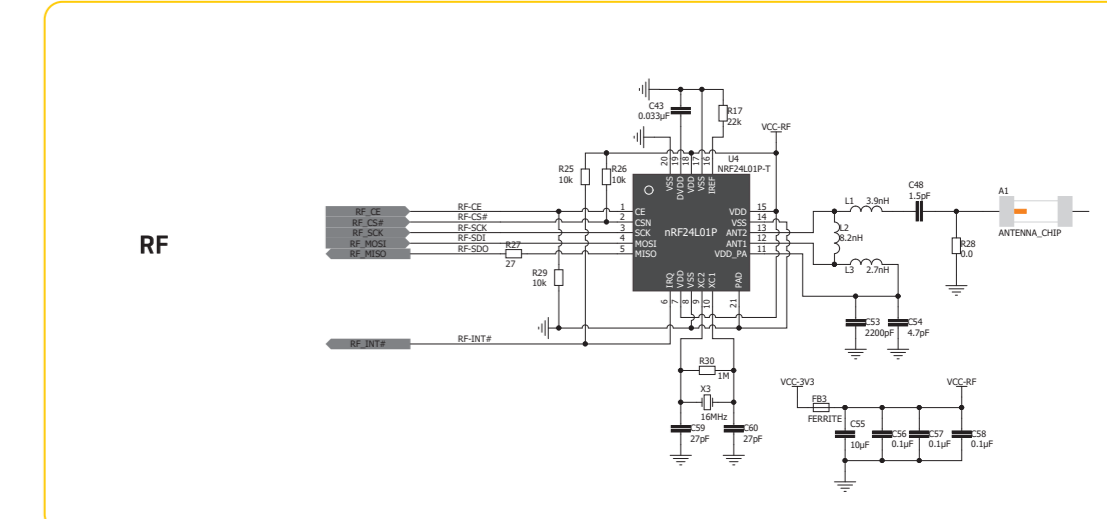 RF
C43
0.033μF
R17
22k
VCC-RF
U4
NRF24L01P-T
R25
10k
R26
10k
20 19 18 17 16
VSS DVDD VDD VSS IREF
RF_CE RF-CE 1 CE
RF_CS# RF-CS# 2 CSN
RF_SCK RF-SCK 3 SCK
RF_MOSI RF-SDI 4 MOSI
RF_MISO RF-SDO R27 5 MISO
27
nRF24L01P
VDD 15
VSS 14
ANT2 13
ANT1 12
VDD_PA 11
R29
10k
IRQ VDD VSS XC2 XC1 PAD
6 7 8 9 10 21
RF_INT# RF-INT#
L1 3.9nH
L2
8.2nH
L3 2.7nH
C48
1.5pF
A1
ANTENNA_CHIP
R28
0.0
C53
2200pF
C54
4.7pF
R30
1M
X3
16MHz
C59
27pF
C60
27pF
VCC-3V3
FB3
FERRITE
VCC-RF
C55
10μF
C56
0.1μF
C57
0.1μF
C58
0.1μF